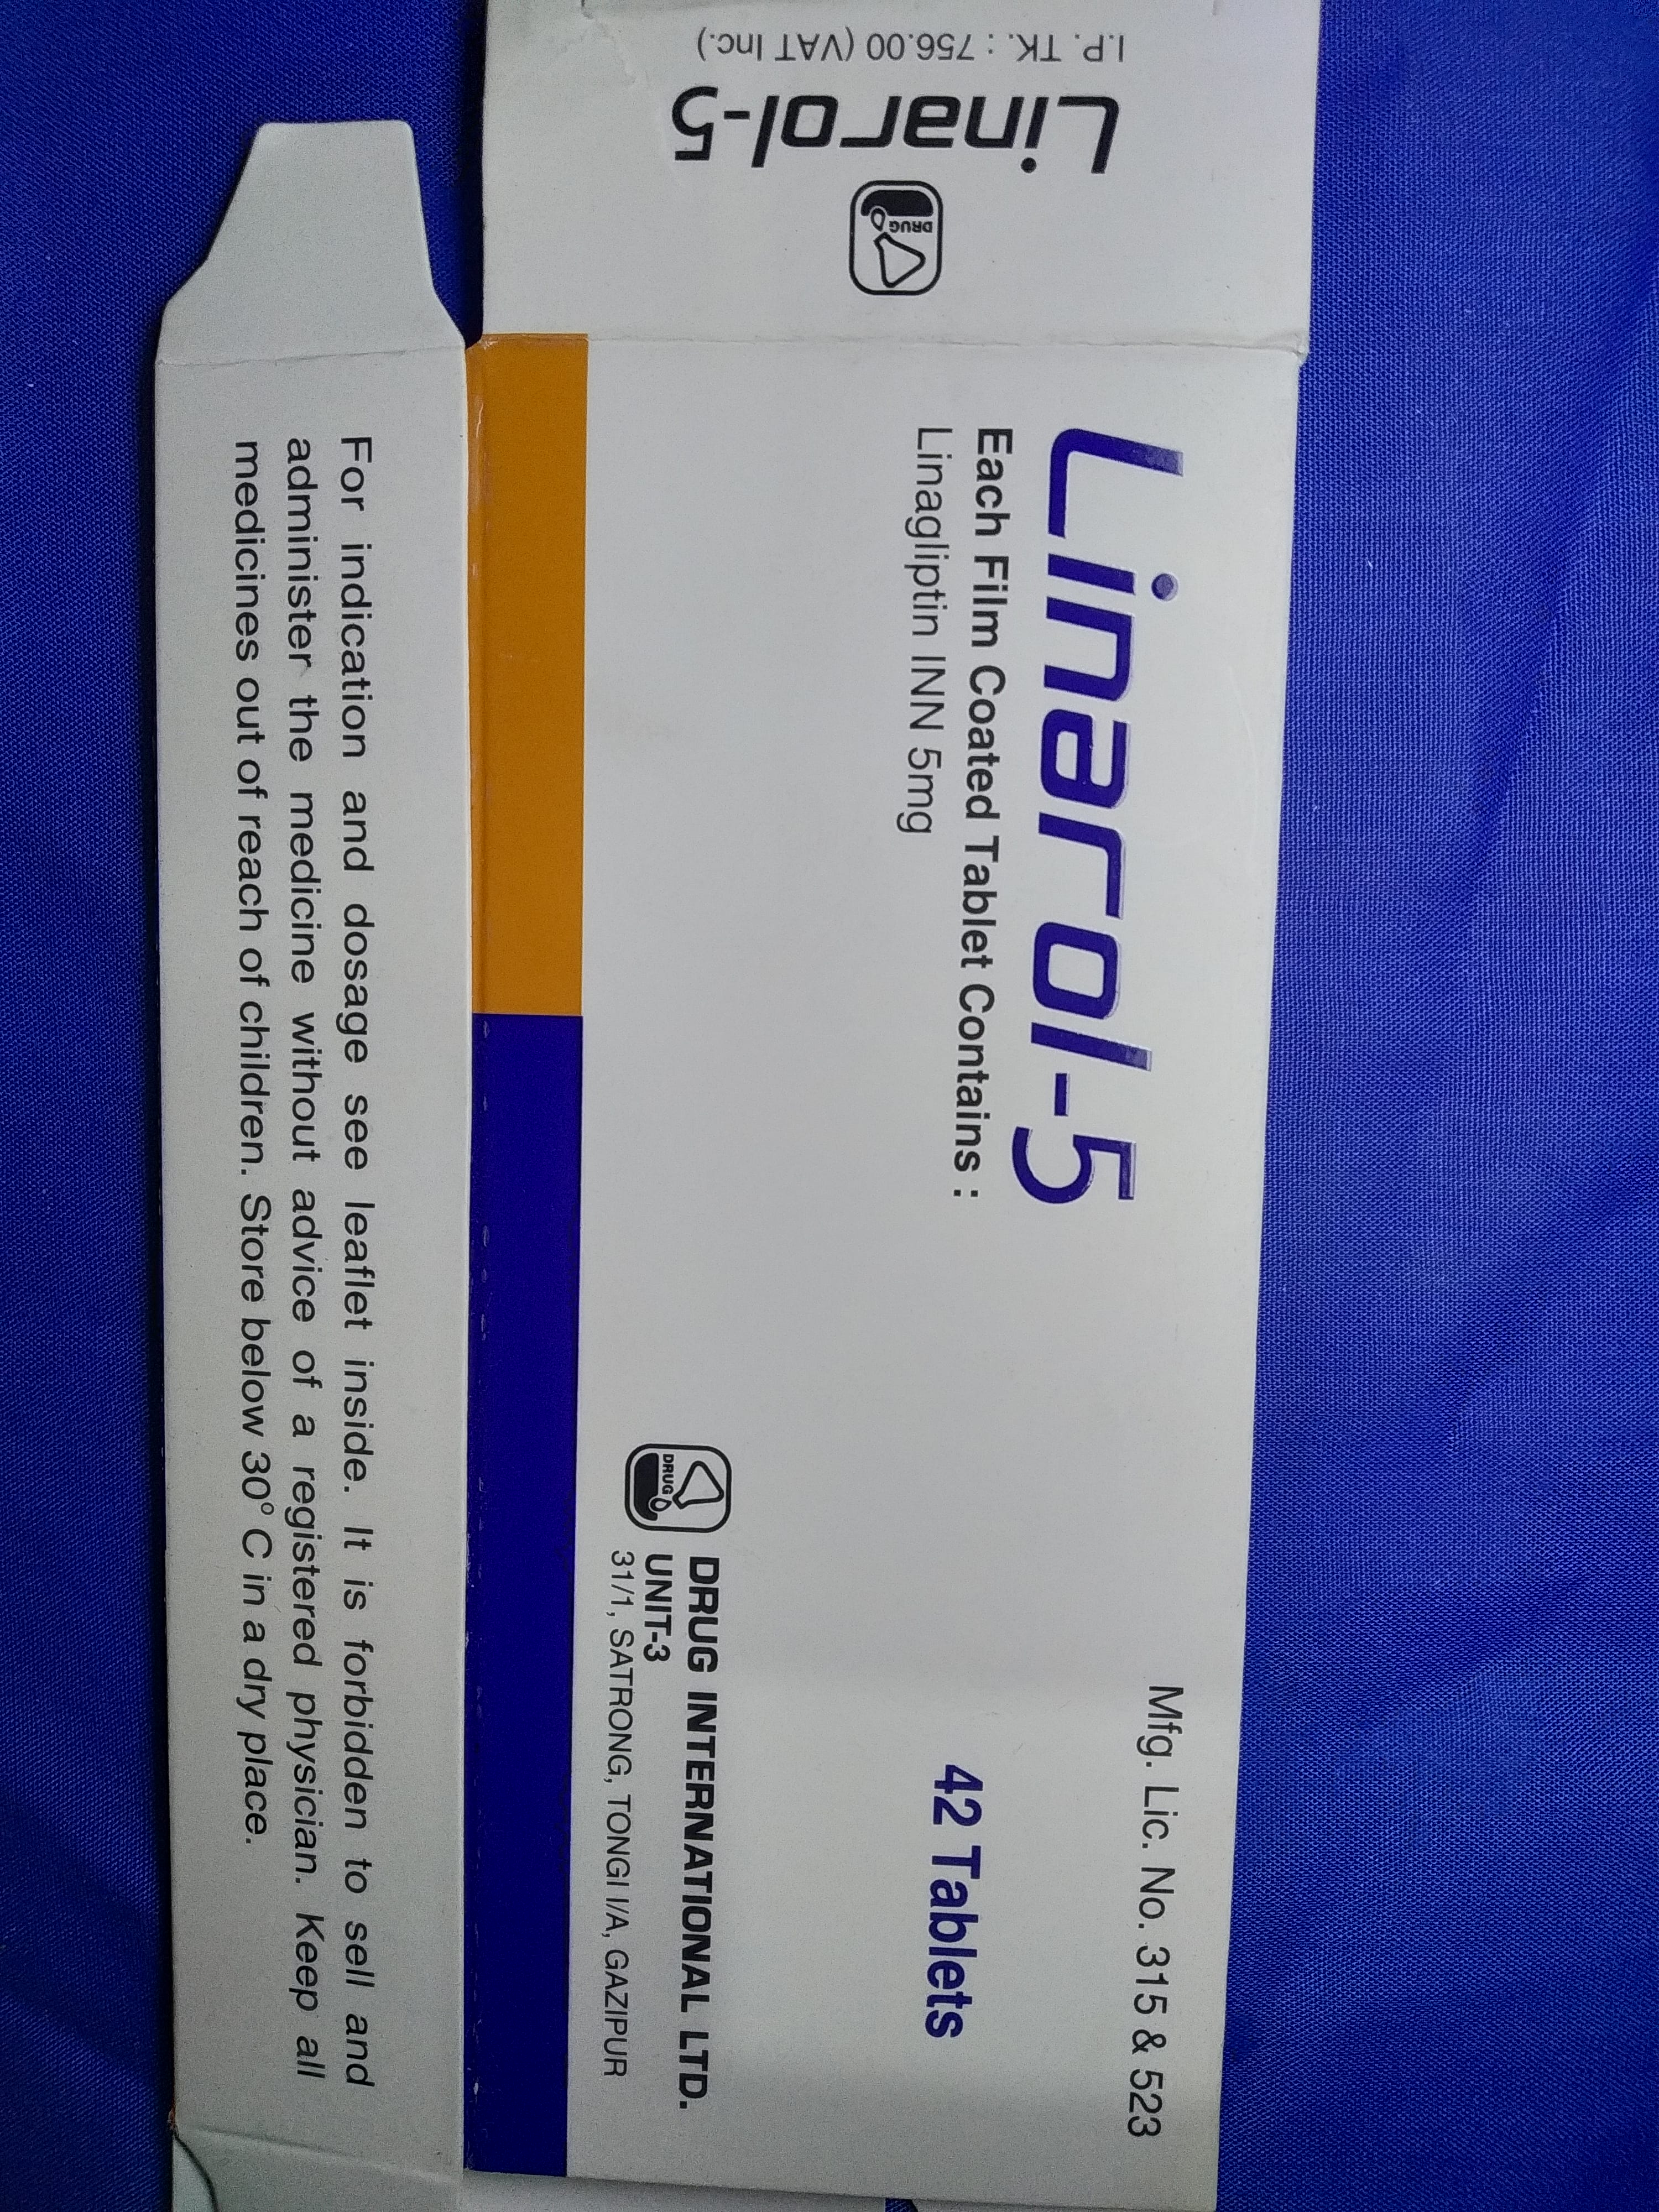 Linarol-5
Each Film Coated Tablet Contains :
Linagliptin INN 5mg
Mfg. Lic. No. 315 & 523
42 Tablets
DRUG
DRUG INTERNATIONAL LTD.
UNIT-3
31/1, SATRONG, TONGI I/A, GAZIPUR
For indication and dosage see leaflet inside. It is forbidden to sell and
administer the medicine without advice of a registered physician. Keep all
medicines out of reach of children. Store below 30° C in a dry place.
DRUG
Linarol-5
I.P. TK. : 756.00 (VAT Inc.)